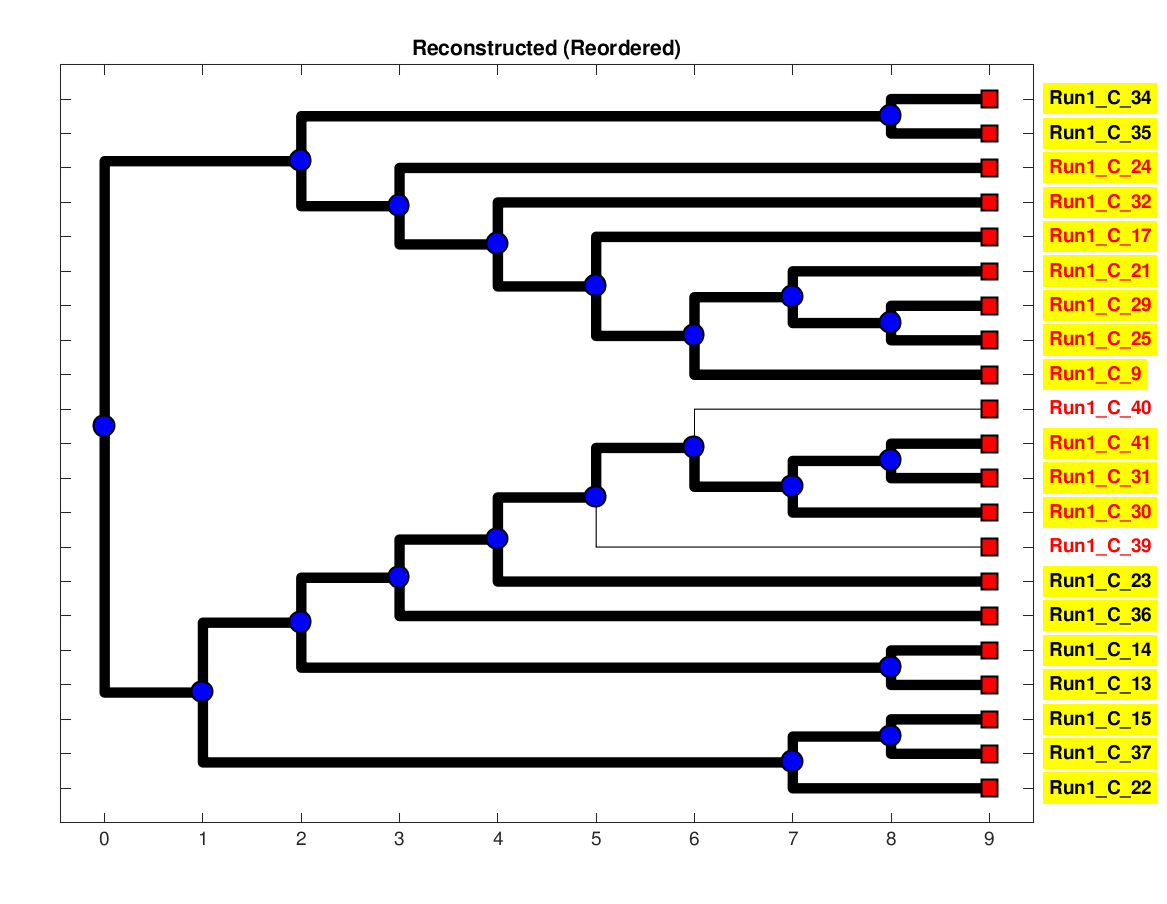 Reconstructed (Reordered)
Run1_C_34
Run1_C_35
Run1_C_24
Run1_C_32
Run1_C_17
Run1_C_21
Run1_C_29
Run1_C_25
Run1_C_9
Run1_C_40
Run1_C_41
Run1_C_31
Run1_C_30
Run1_C_39
Run1_C_23
Run1_C_36
Run1_C_14
Run1_C_13
Run1_C_15
Run1_C_37
Run1_C_22
0 1 2 3 4 5 6 7 8 9